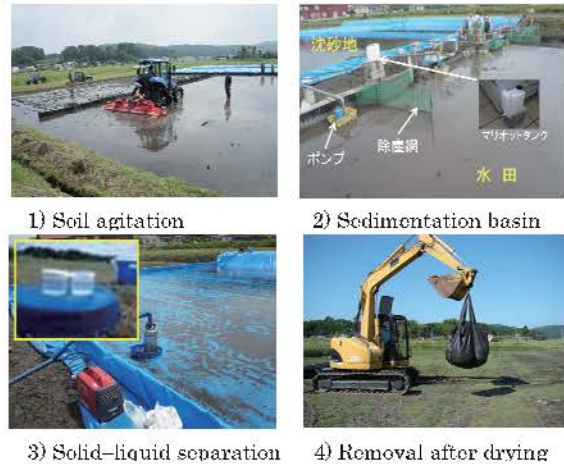 沈砂地
マリオットタンク
ポンプ
除塵網
水田
1) Soil agitation
2) Sedimentation basin
3) Solid–liquid separation
4) Removal after drying